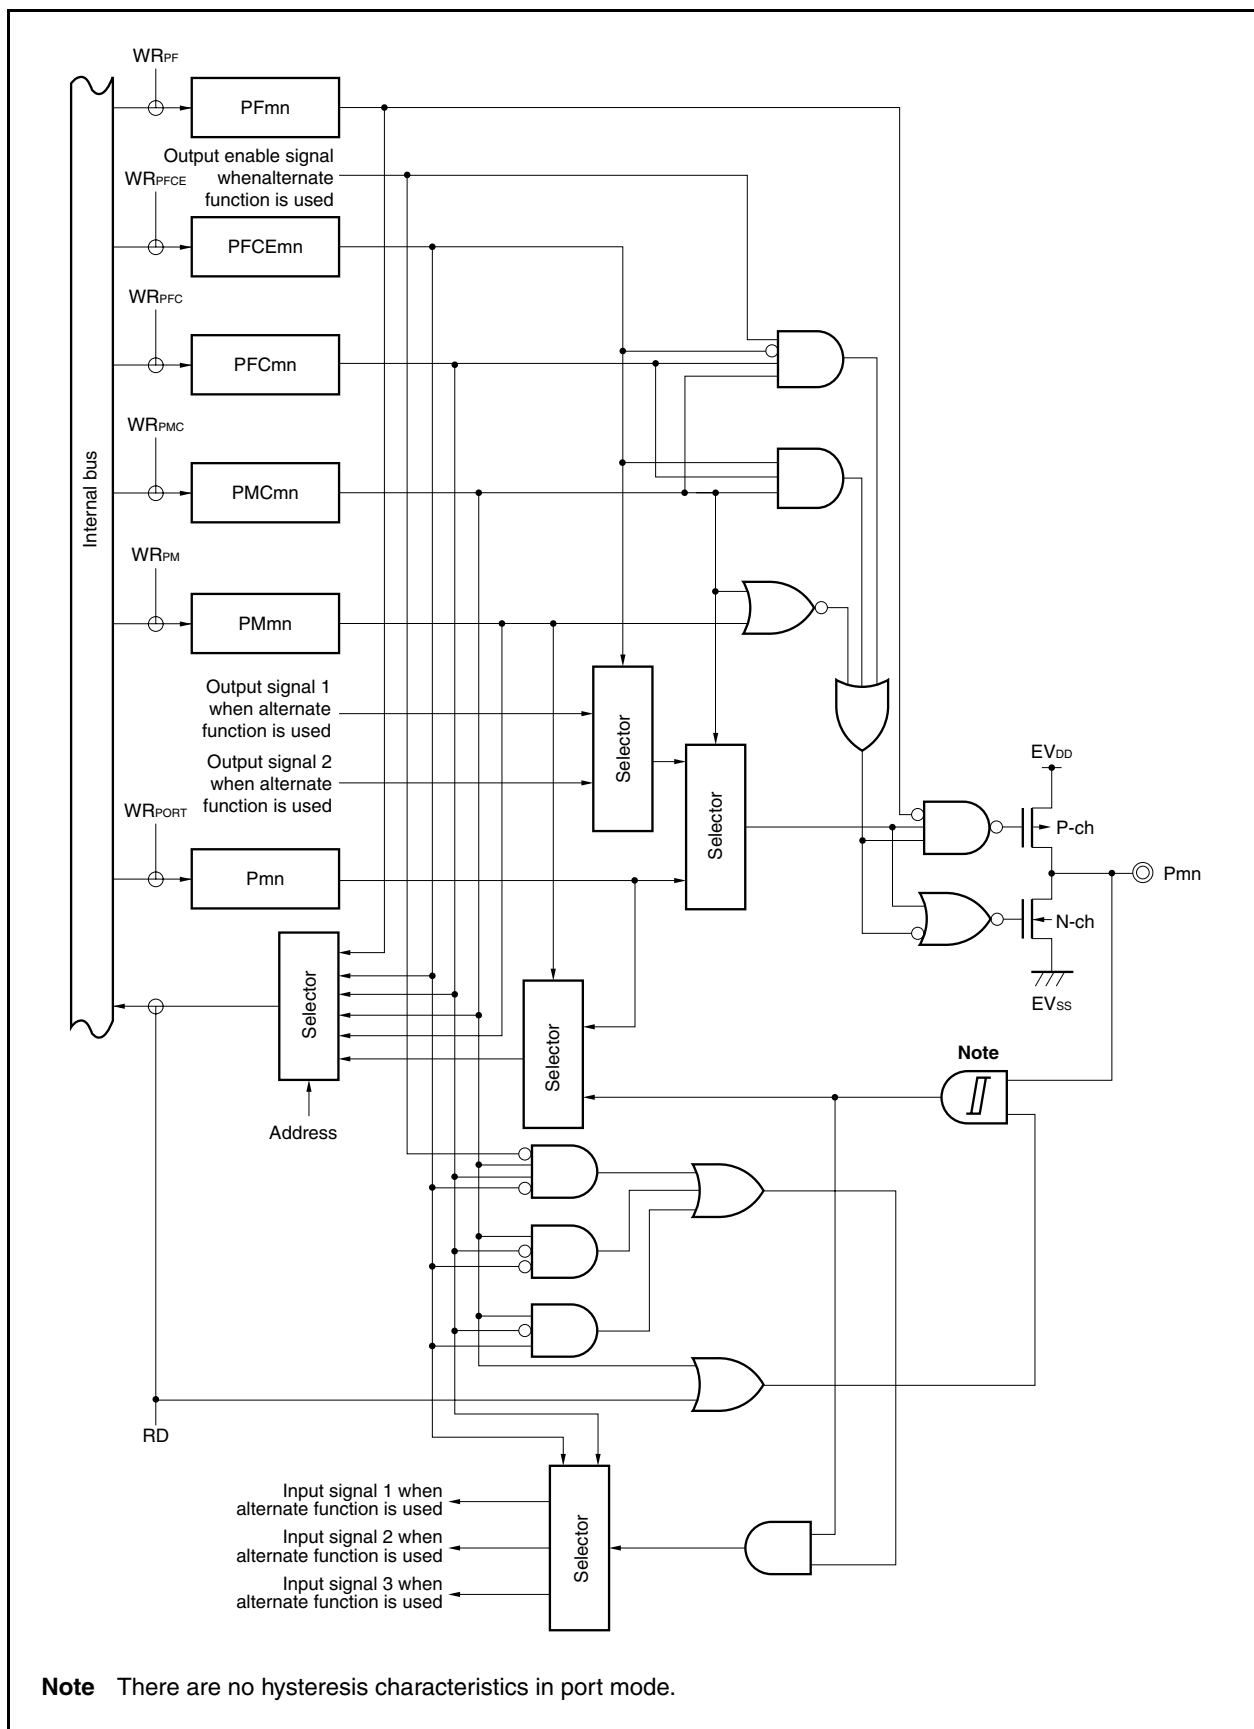 WRPF
PFmn
Output enable signal
whenalternate
function is used
WRPFCE
PFCEmn
WRPFC
PFCmn
WRPMC
PMCmn
Internal bus
WRPM
PMmn
Output signal 1
when alternate
function is used
Output signal 2
when alternate
function is used
Selector
Selector
WRPORT
Pmn
EVDD
P-ch
Pmn
N-ch
EVSS
Selector
Selector
Address
Note
RD
Input signal 1 when
alternate function is used
Input signal 2 when
alternate function is used
Input signal 3 when
alternate function is used
Selector
Note There are no hysteresis characteristics in port mode.